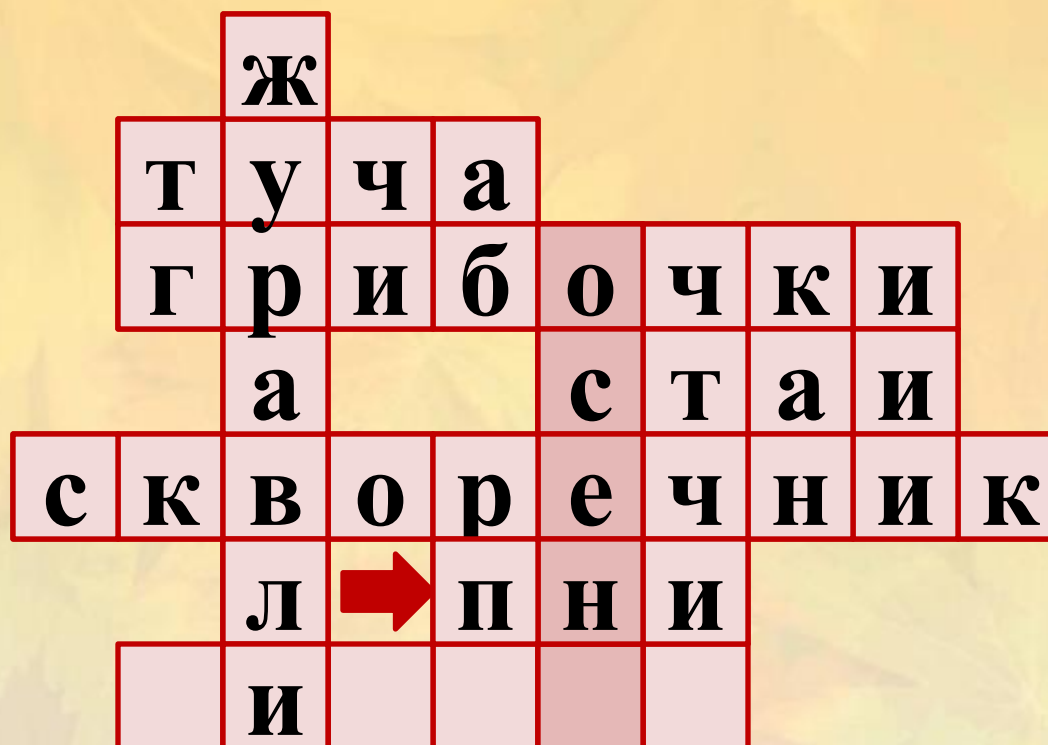 ж
туча
грибочки
а стаи
скворечник
л пни
и